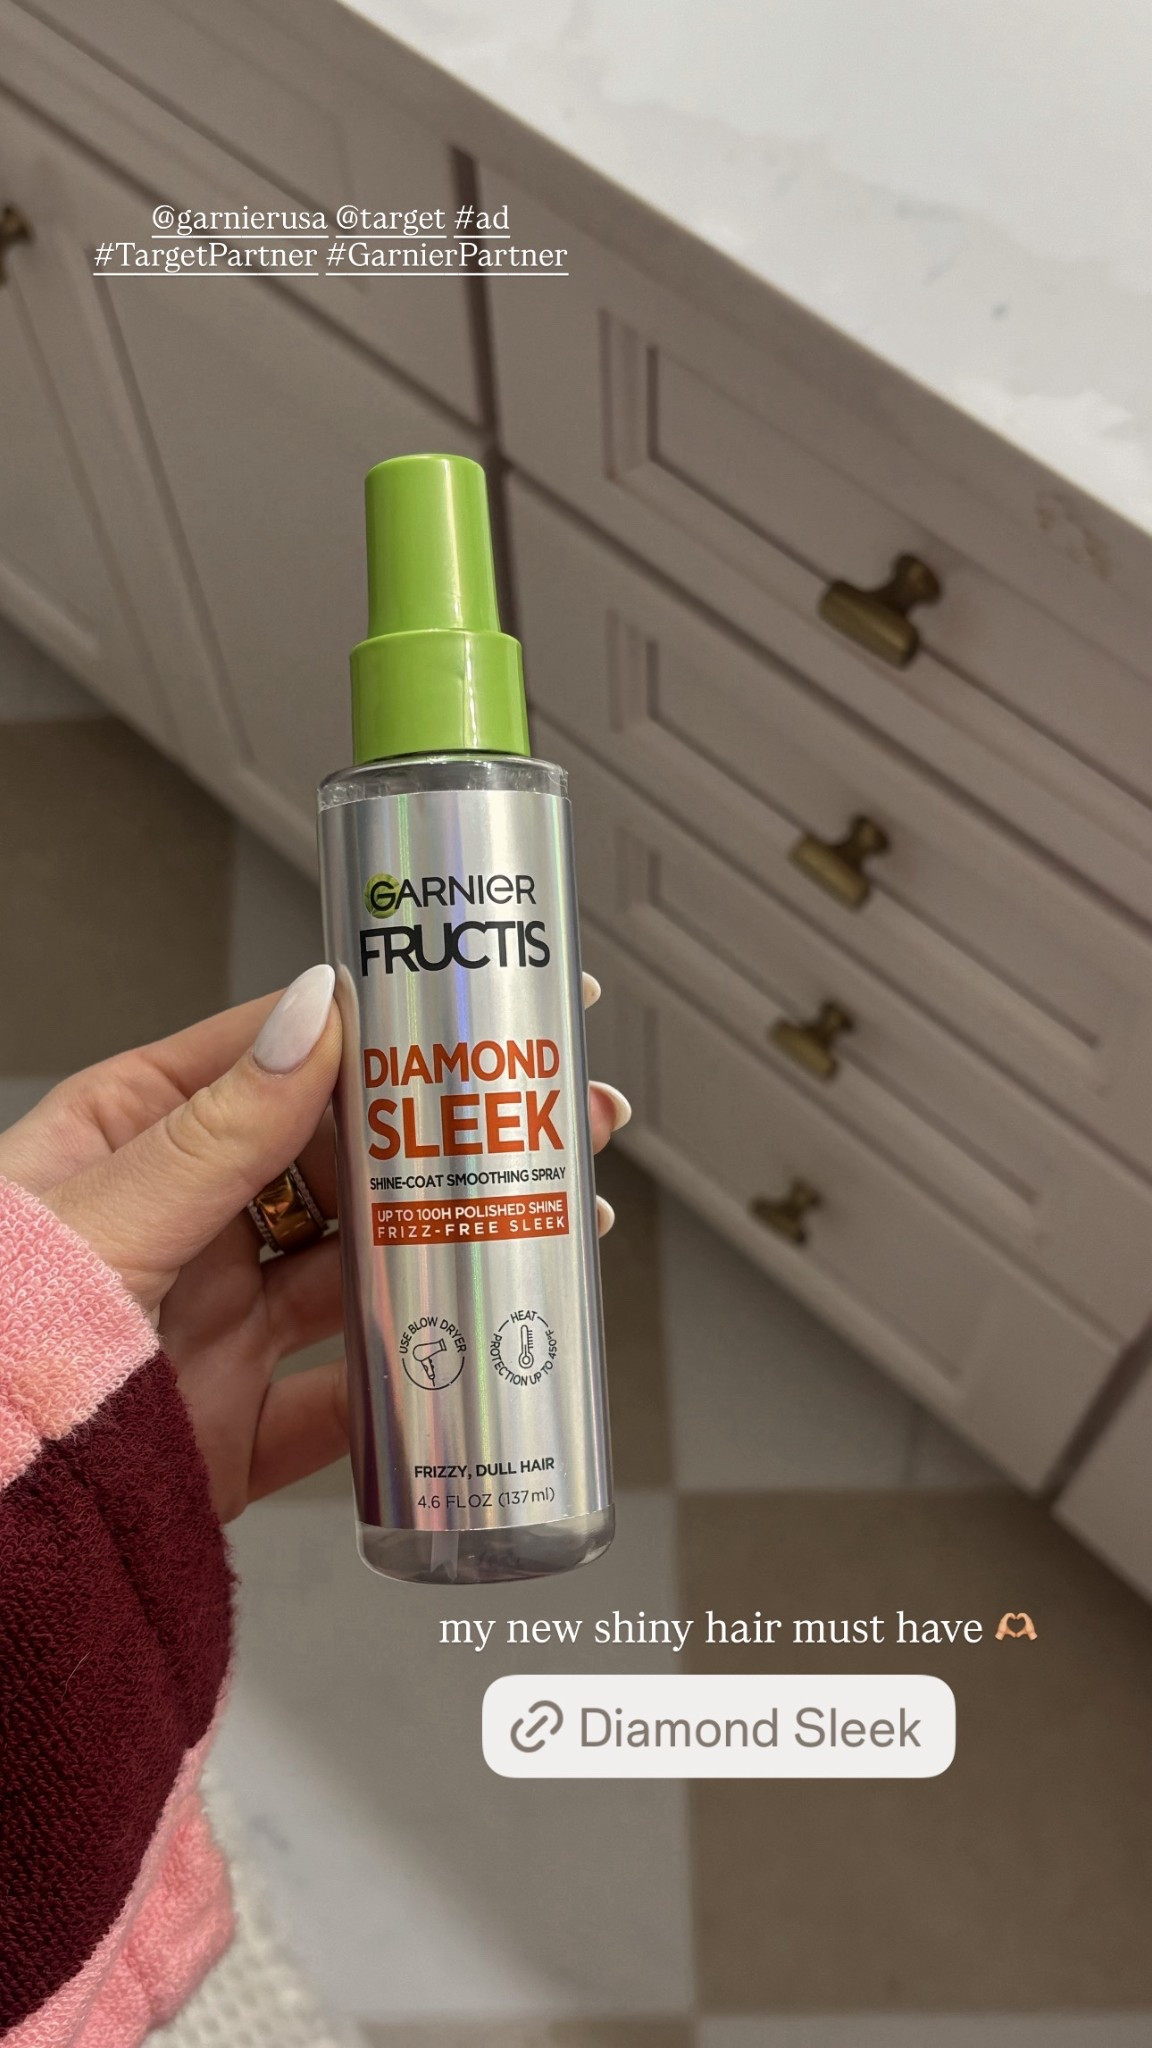 @garnierusa @target #ad
#TargetPartner #GarnierPartner
GARNIER
FRUCTIS
DIAMOND
SLEEK
SHINE-COAT SMOOTHING SPRAY
UP TO 100H POLISHED SHINE
FRIZZ-FREE SLEEK
USE BLOW DRYER
HEAT PROTECTION UP TO 450°F
FRIZZY, DULL HAIR
4.6 FL OZ (137 ml)
my new shiny hair must have 🫶🏼
Diamond Sleek